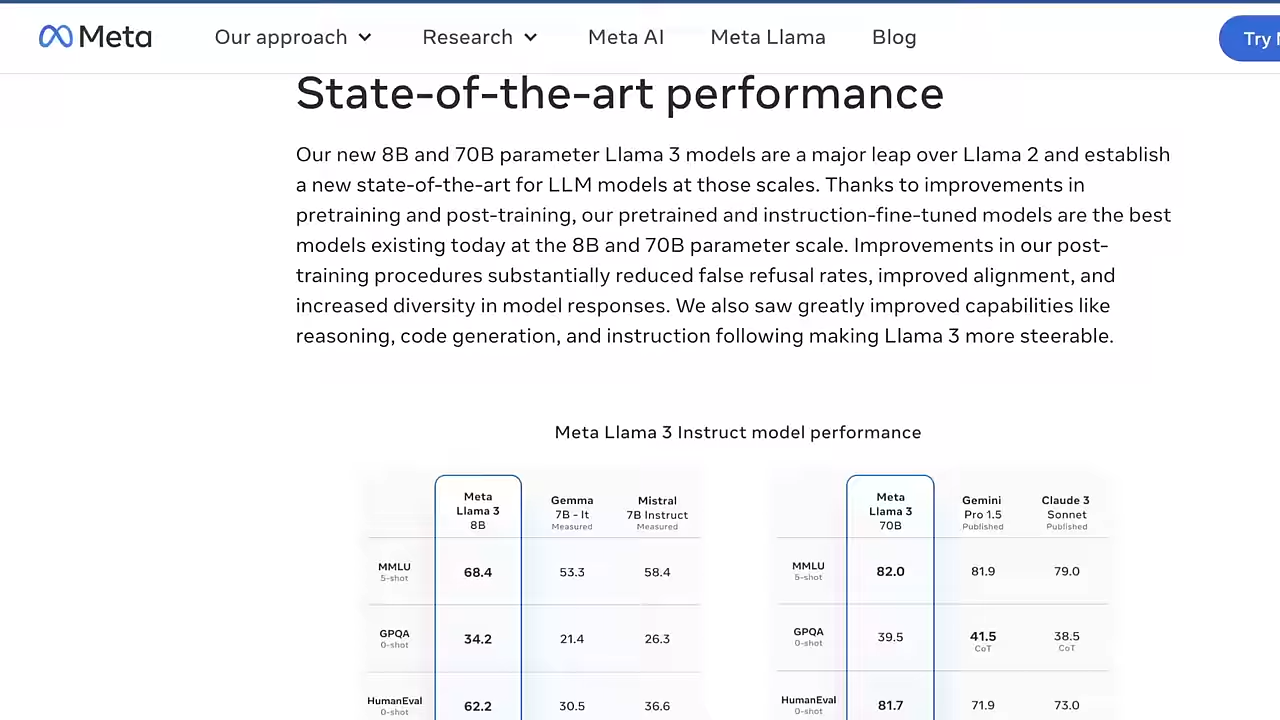 Meta
Our approach
Research
Meta AI
Meta Llama
Blog
Try
State-of-the-art performance
Our new 8B and 70B parameter Llama 3 models are a major leap over Llama 2 and establish
a new state-of-the-art for LLM models at those scales. Thanks to improvements in
pretraining and post-training, our pretrained and instruction-fine-tuned models are the best
models existing today at the 8B and 70B parameter scale. Improvements in our post-
training procedures substantially reduced false refusal rates, improved alignment, and
increased diversity in model responses. We also saw greatly improved capabilities like
reasoning, code generation, and instruction following making Llama 3 more steerable.
Meta Llama 3 Instruct model performance
Meta
Llama 3
8B
Gemma
7B - It
Measured
Mistral
7B Instruct
Measured
MMLU
5-shot
68.4
53.3
58.4
GPQA
0-shot
34.2
21.4
26.3
HumanEval
0-shot
62.2
30.5
36.6
Meta
Llama 3
70B
Gemini
Pro 1.5
Published
Claude 3
Sonnet
Published
MMLU
5-shot
82.0
81.9
79.0
GPQA
0-shot
39.5
41.5
CoT
38.5
CoT
HumanEval
0-shot
81.7
71.9
73.0